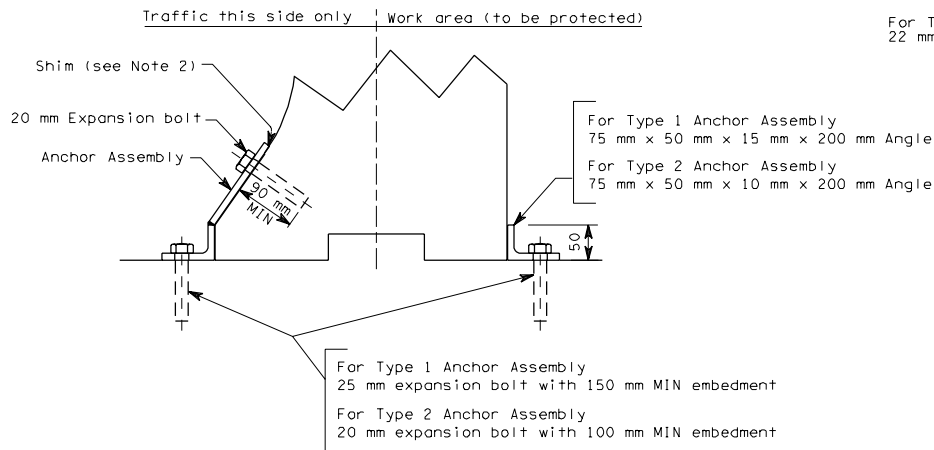 Traffic this side only
Work area (to be protected)
For T
22 mm
Shim (see Note 2)
20 mm Expansion bolt
Anchor Assembly
90 mm
MIN
For Type 1 Anchor Assembly
75 mm x 50 mm x 15 mm x 200 mm Angle
For Type 2 Anchor Assembly
75 mm x 50 mm x 10 mm x 200 mm Angle
50
For Type 1 Anchor Assembly
25 mm expansion bolt with 150 mm MIN embedment
For Type 2 Anchor Assembly
20 mm expansion bolt with 100 mm MIN embedment